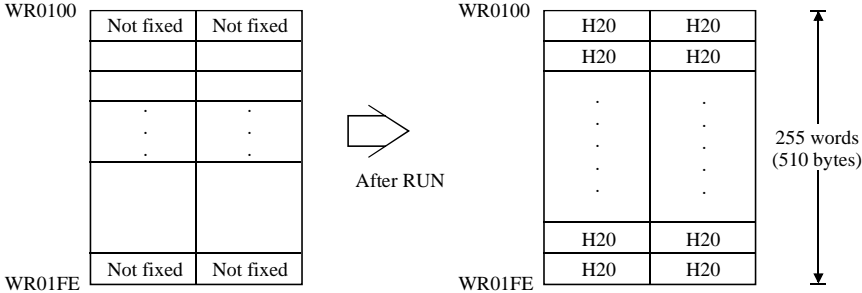 WR0100
Not fixed Not fixed
. .
. .
. .
WR01FE
Not fixed Not fixed
After RUN
WR0100
H20 H20
H20 H20
. .
. .
. .
. .
. .
H20 H20
WR01FE
H20 H20
255 words
(510 bytes)